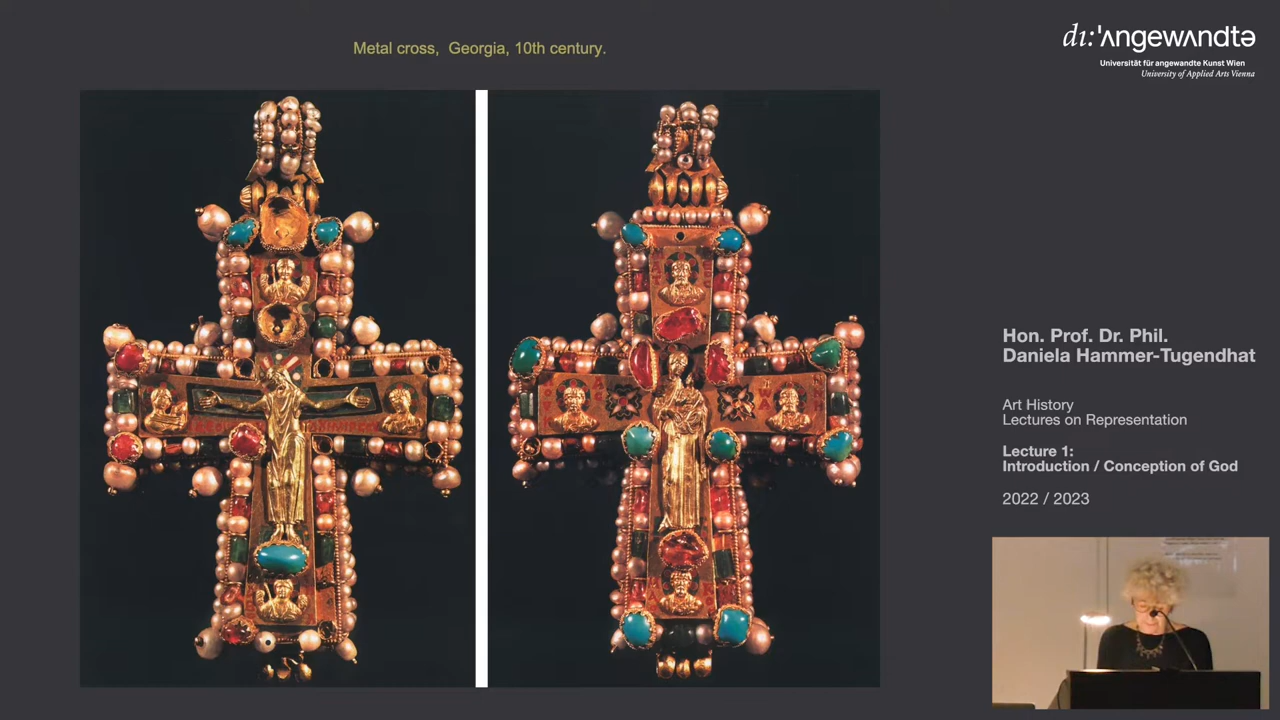 Metal cross, Georgia, 10th century.
dı:'ʌngewʌndtə
Universität für angewandte Kunst Wien
University of Applied Arts Vienna
Hon. Prof. Dr. Phil.
Daniela Hammer-Tugendhat
Art History
Lectures on Representation
Lecture 1:
Introduction / Conception of God
2022 / 2023